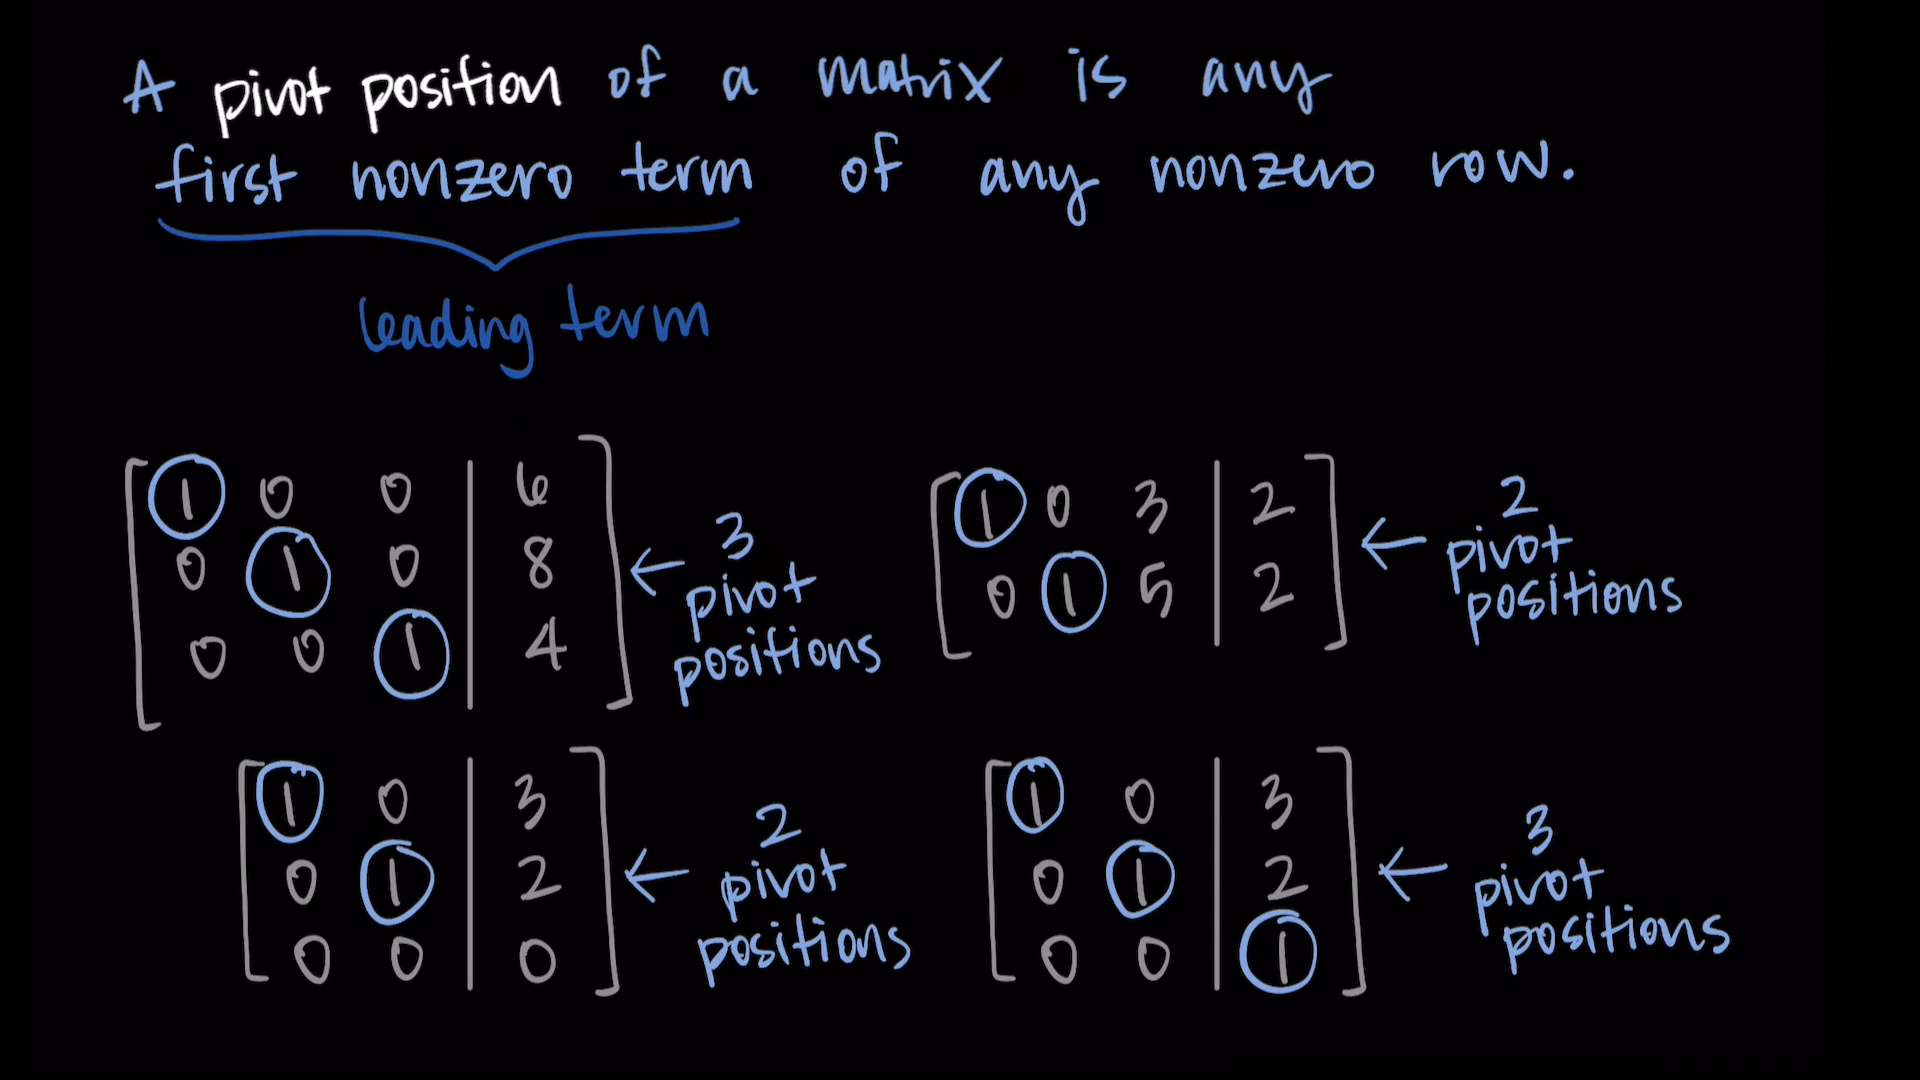 A pivot position of a matrix is any
first nonzero term of any nonzero row.
leading term
1 0 0 | 6
0 1 0 | 8
0 0 1 | 4
← 3
pivot
positions
1 0 3 | 2
0 1 5 | 2
← 2
pivot
positions
1 0 | 3
0 1 | 2
0 0 | 0
← 2
pivot
positions
1 0 | 3
0 1 | 2
0 0 | 1
← 3
pivot
positions